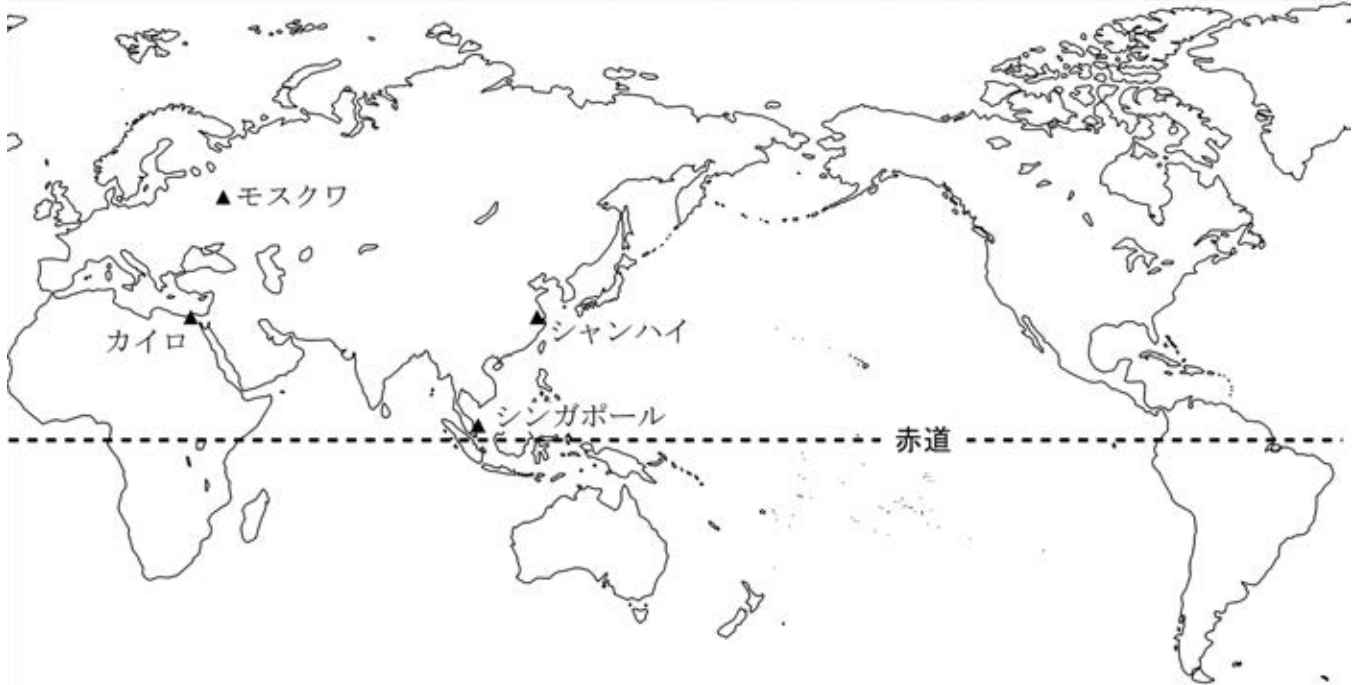 ▲モスクワ
カイロ
シャンハイ
シンガポール
赤道